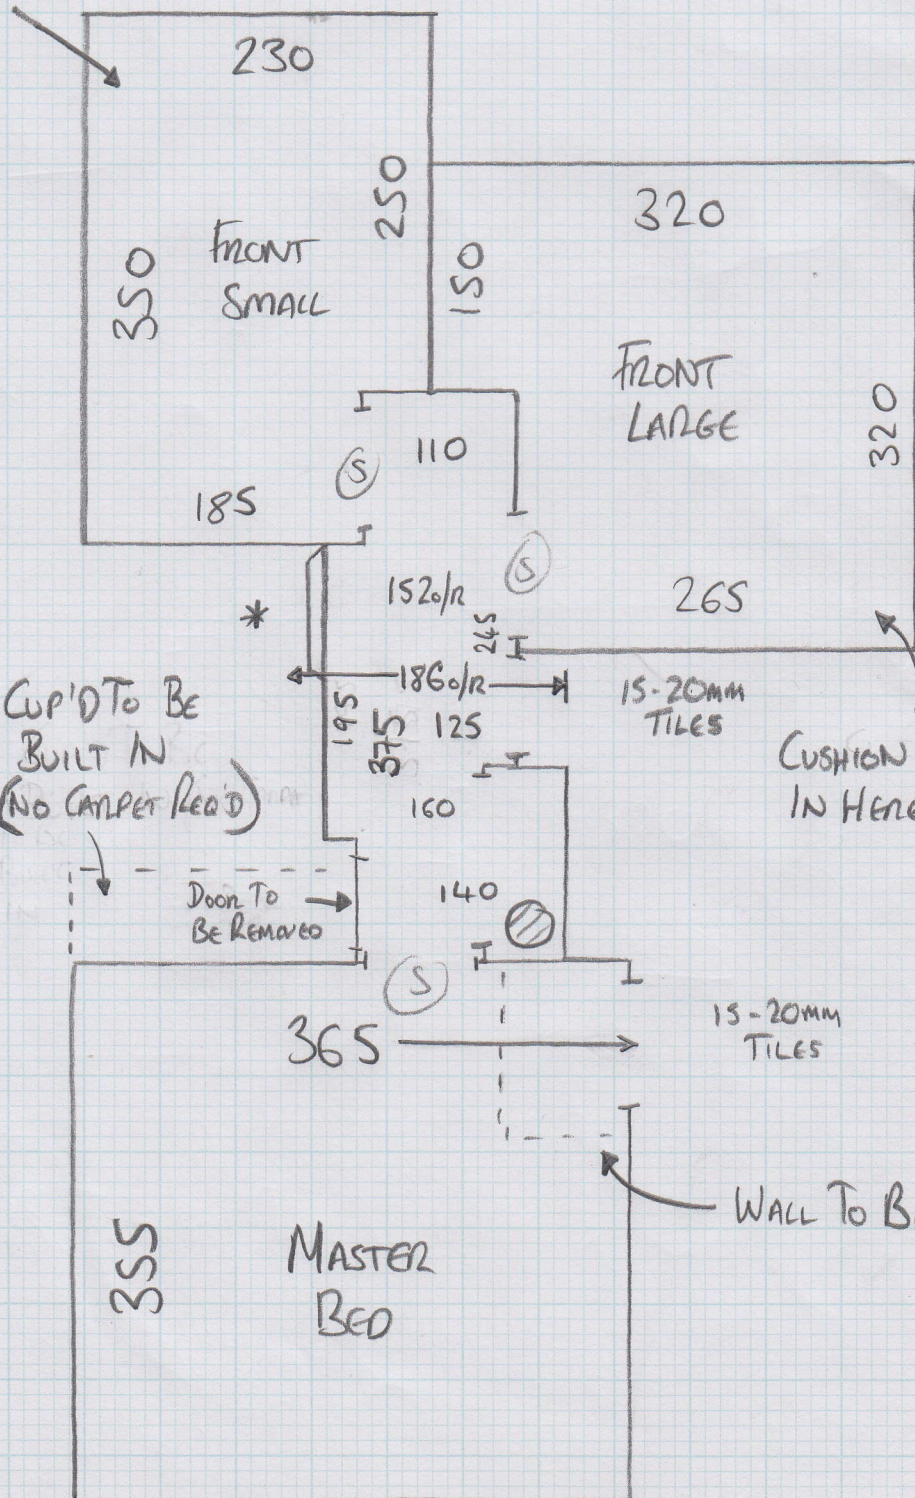 230
250
320
FRONT
SMALL
350
150
FRONT
LARGE
320
110
S
185
S
152o/R
265
245
*
186o/R
15-20MM
TILES
CUP'D TO BE
BUILT IN
(NO CARPET REQ'D)
195
375
125
CUSHION
IN HERE
160
DOOR TO
BE REMOVED
140
S
365
15-20MM
TILES
WALL TO B
355
MASTER
BED